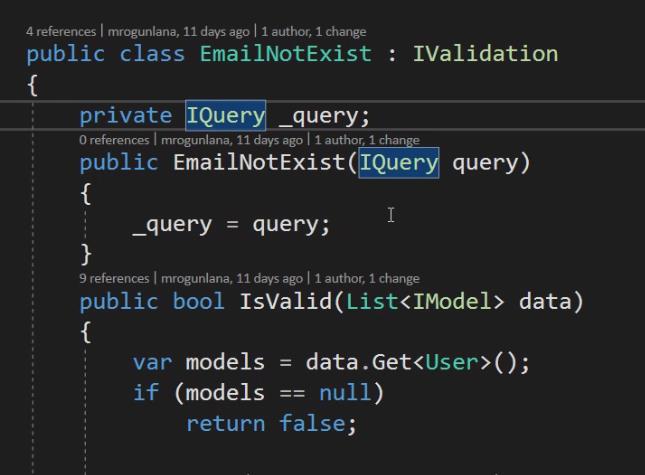 4 references | mrogunlana, 11 days ago | 1 author, 1 change
public class EmailNotExist : IValidation
{
private IQuery _query;
0 references | mrogunlana, 11 days ago | 1 author, 1 change
public EmailNotExist(IQuery query)
{
_query = query;
}
9 references | mrogunlana, 11 days ago | 1 author, 1 change
public bool IsValid(List<IModel> data)
{
var models = data.Get<User>();
if (models == null)
return false;